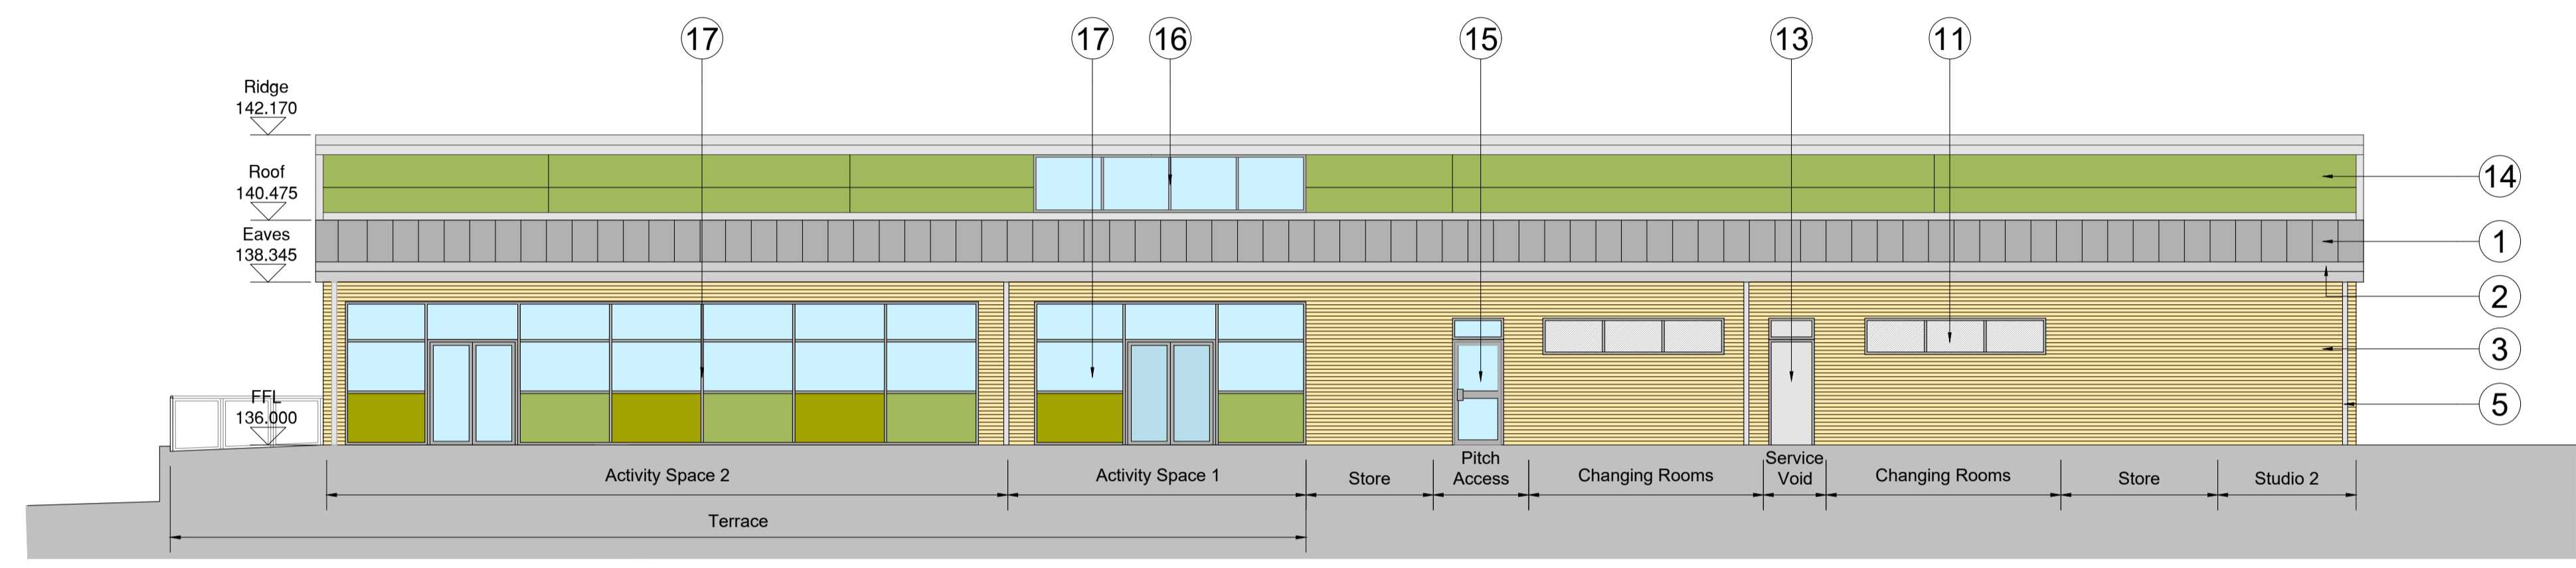 17
17
16
15
13
11
Ridge
142.170
Roof
140.475
14
Eaves
138.345
1
2
3
FFL
136.000
5
Activity Space 2
Activity Space 1
Store
Pitch
Access
Changing Rooms
Service
Void
Changing Rooms
Store
Studio 2
Terrace